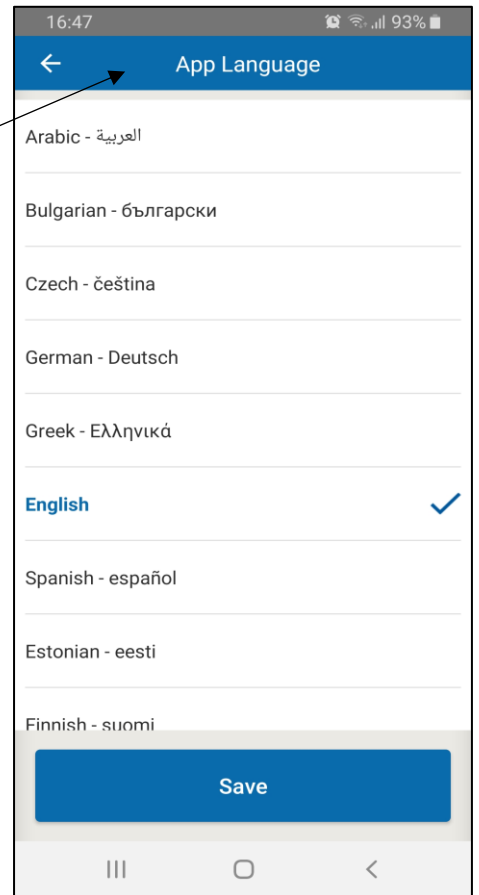 16:47 93%
App Language
Arabic - العربية
Bulgarian - български
Czech - čeština
German - Deutsch
Greek - Ελληνικά
English
Spanish - español
Estonian - eesti
Finnish - suomi
Save